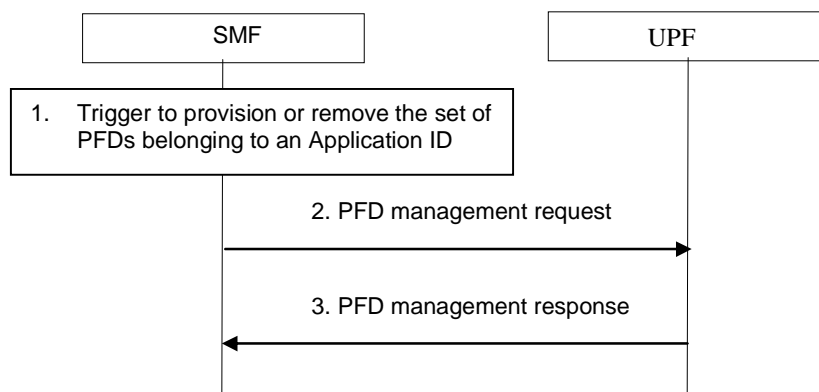 SMF
UPF
1. Trigger to provision or remove the set of
PFDs belonging to an Application ID
2. PFD management request
3. PFD management response